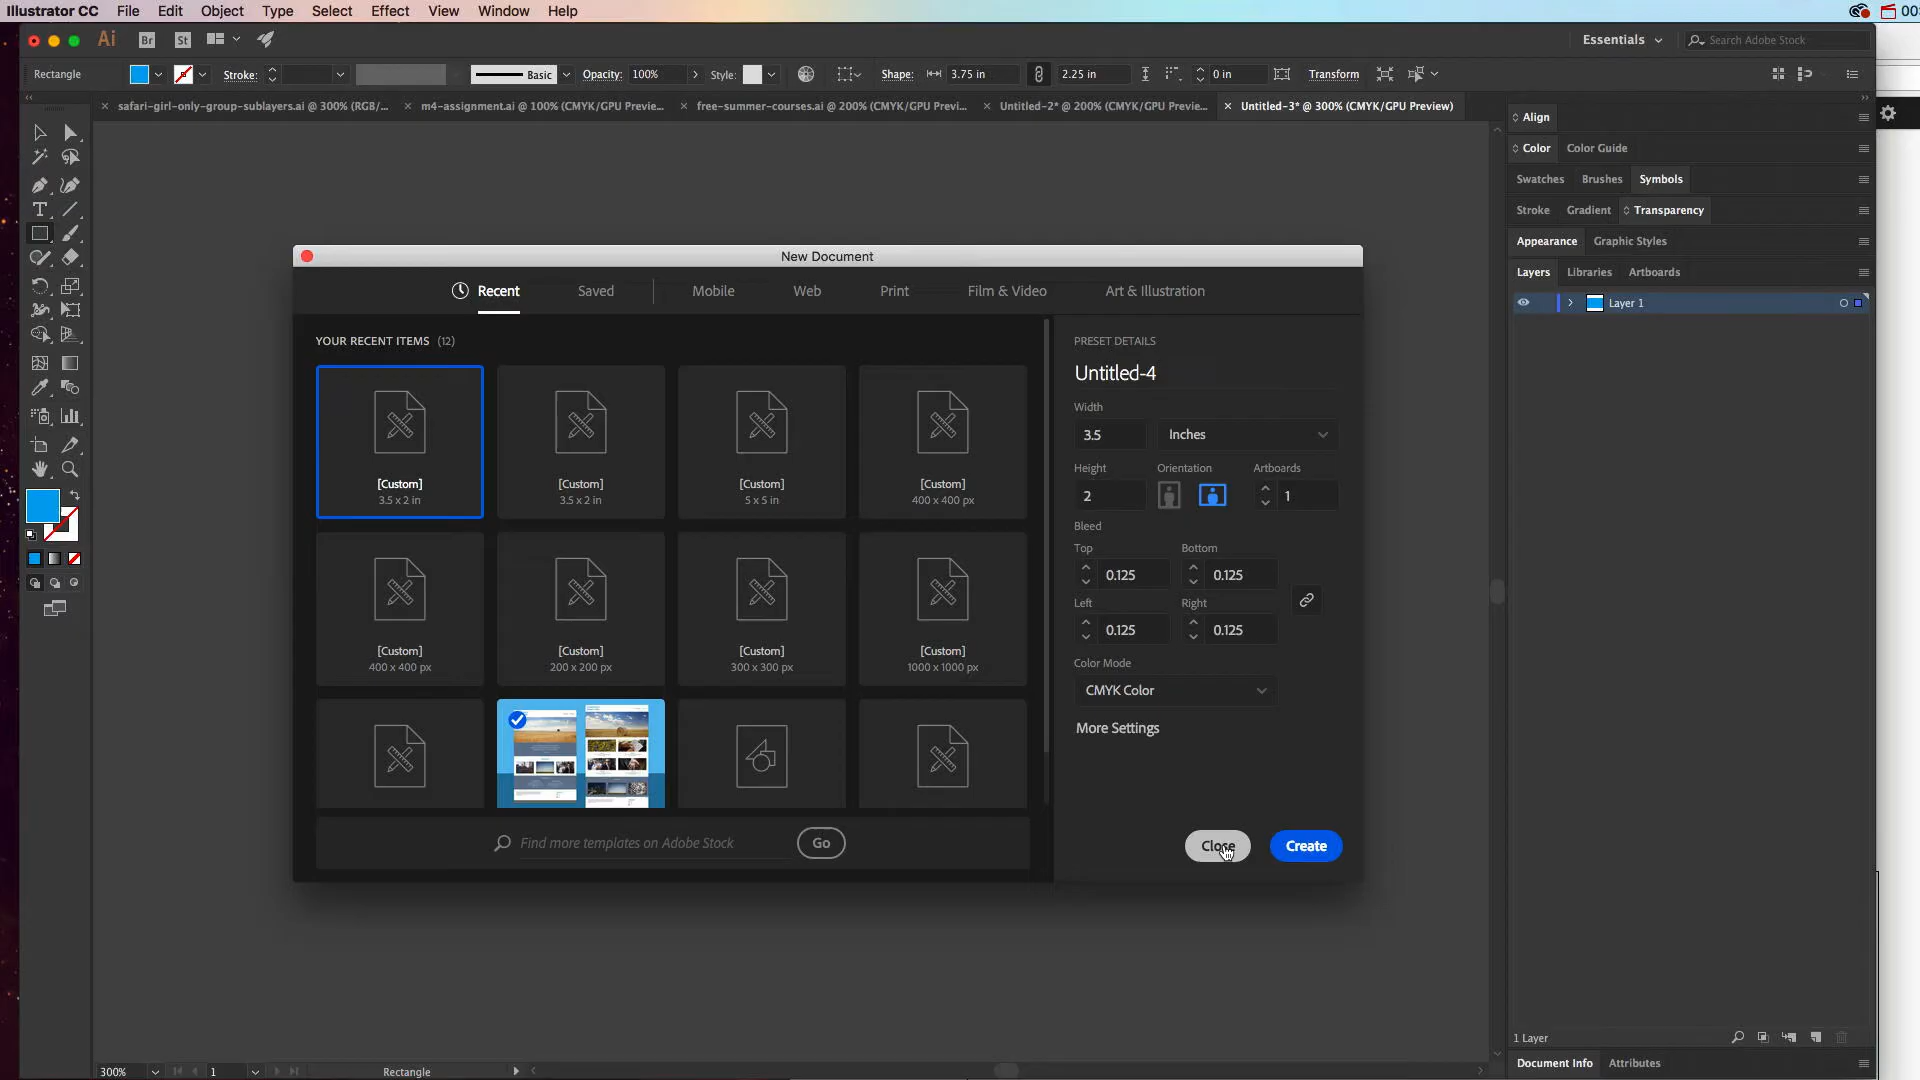 Illustrator CC File Edit Object Type Select Effect View Window Help 00:
Ai Br St Essentials Search Adobe Stock
Rectangle Stroke: Basic Opacity: 100% Style: Shape: 3.75 in 2.25 in 0 in Transform
safari-girl-only-group-sublayers.ai @ 300% (RGB/... m4-assignment.ai @ 100% (CMYK/GPU Previe... free-summer-courses.ai @ 200% (CMYK/GPU Previ... Untitled-2* @ 200% (CMYK/GPU Previe... Untitled-3* @ 300% (CMYK/GPU Preview)
Align
Color Color Guide
Swatches Brushes Symbols
Stroke Gradient Transparency
Appearance Graphic Styles
Layers Libraries Artboards
Layer 1
New Document
Recent Saved Mobile Web Print Film & Video Art & Illustration
YOUR RECENT ITEMS (12)
[Custom] [Custom] [Custom] [Custom]
3.5 x 2 in 3.5 x 2 in 5 x 5 in 400 x 400 px
[Custom] [Custom] [Custom] [Custom]
400 x 400 px 200 x 200 px 300 x 300 px 1000 x 1000 px
Find more templates on Adobe Stock Go
PRESET DETAILS
Untitled-4
Width
3.5 Inches
Height Orientation Artboards
2 1
Bleed
Top Bottom
0.125 0.125
Left Right
0.125 0.125
Color Mode
CMYK Color
More Settings
Close Create
1 Layer
Document Info Attributes
300% 1 Rectangle